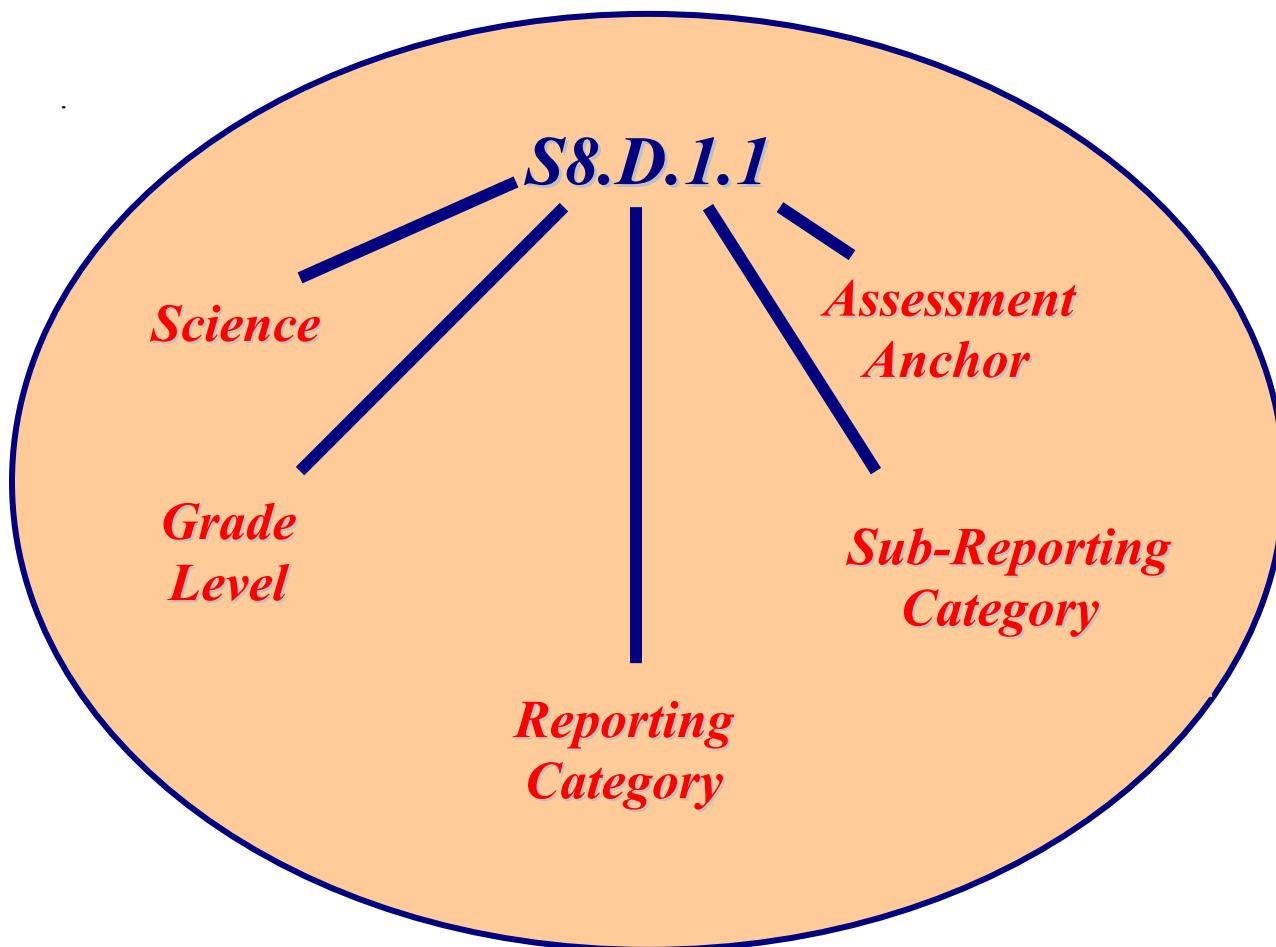 S8.D.1.1
Science
Assessment
Anchor
Grade
Level
Sub-Reporting
Category
Reporting
Category